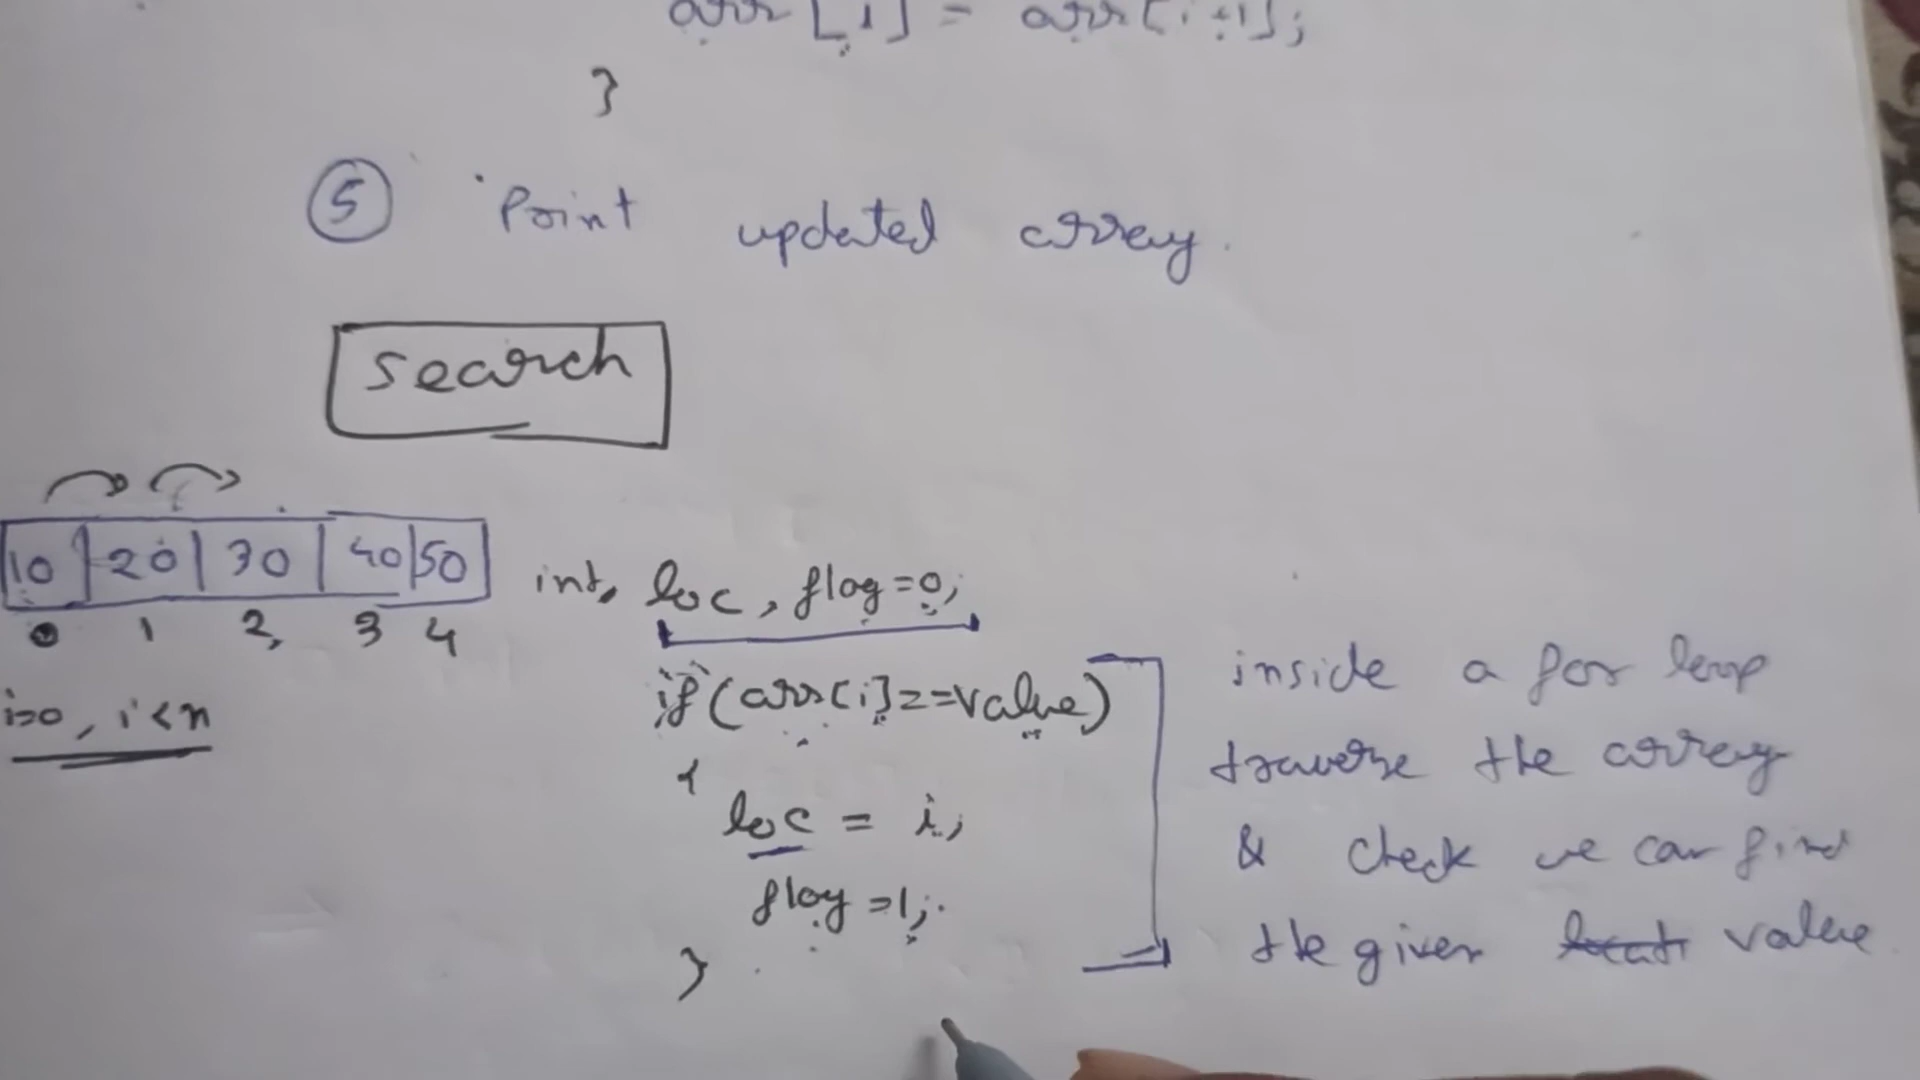 arr[i] = arr[i+1];
}
5 Print updated array.
search
10 20 30 40 50
0 1 2, 3 4
i=0, i<n
int, loc, flag=0;
if(arr[i]==value)
{
loc = i;
flag=1;
}
inside a for loop
traverse the array
& check we can find
the given value